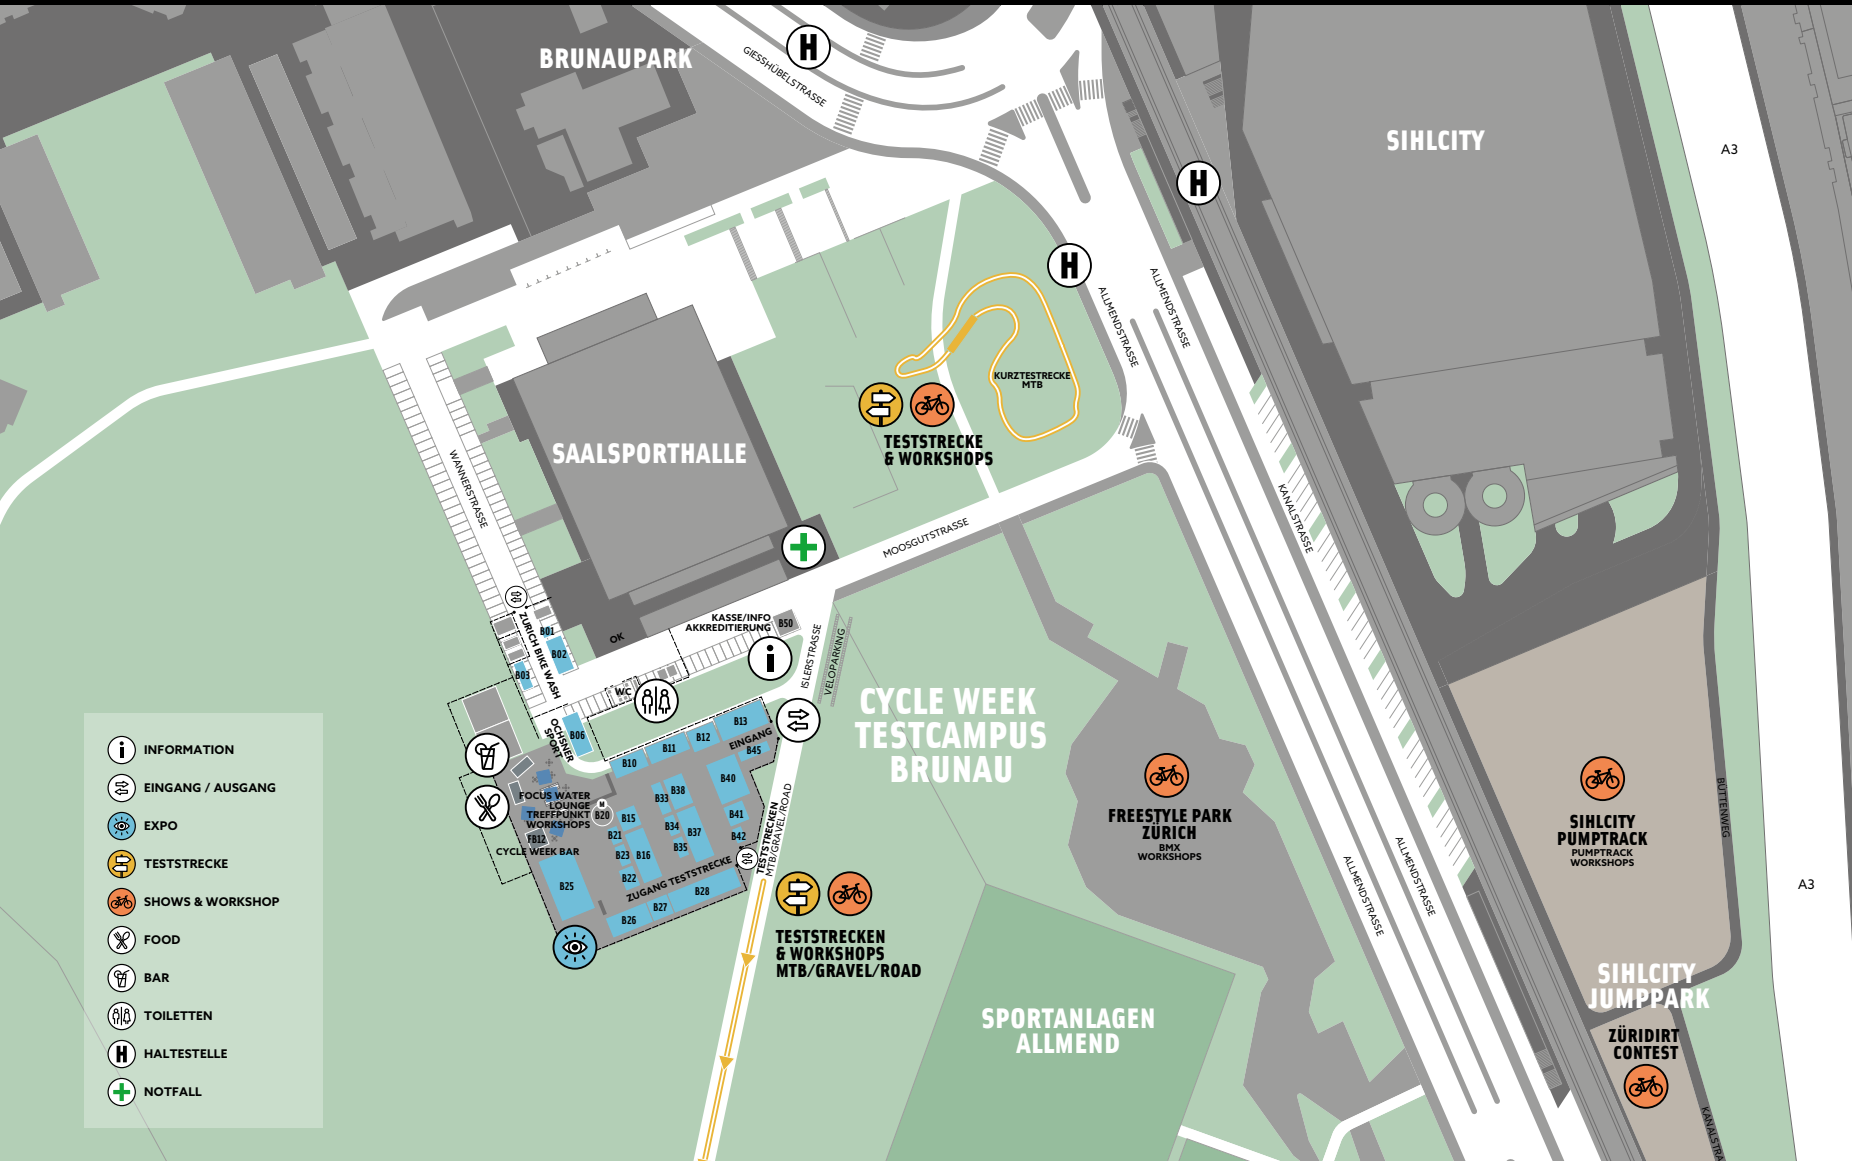 BRUNAUPARK
GIESSHÜBELSTRASSE
H
SIHLCITY
A3
H
H
ALLMENDSTRASSE
ALLMENDSTRASSE
KURZTESTRECKE
MTB
TESTSTRECKE
& WORKSHOPS
SAALSPORTHALLE
WANNERSTRASSE
KANALSTRASSE
MOOSGUTSTRASSE
KASSE/INFO
AKKREDITIERUNG
B50
OK
ISLERSTRASSE
VELOPARKING
ZÜRICH BIKE WASH
B01
B02
B03
WC
OCHSNER
SPORT
B06
CYCLE WEEK
TESTCAMPUS
BRUNAU
B10
B11
B12
B13
EINGANG
B45
B40
B41
B42
B33
B38
B34
B35
B37
B15
B21
B23
B16
B22
M
B20
FOCUS WATER
LOUNGE
TREFFPUNKT
WORKSHOPS
FB12
CYCLE WEEK BAR
B25
ZUGANG TESTSTRECKE
B26
B27
B28
TESTSTRECKEN
MTB/GRAVEL/ROAD
TESTSTRECKEN
& WORKSHOPS
MTB/GRAVEL/ROAD
FREESTYLE PARK
ZÜRICH
BMX
WORKSHOPS
SIHLCITY
PUMPTRACK
PUMPTRACK
WORKSHOPS
BÜTTENWEG
A3
ALLMENDSTRASSE
ALLMENDSTRASSE
SIHLCITY
JUMPPARK
ZÜRIDIRT
CONTEST
KANALSTRA
SPORTANLAGEN
ALLMEND
i INFORMATION
EINGANG / AUSGANG
EXPO
TESTSTRECKE
SHOWS & WORKSHOP
FOOD
BAR
TOILETTEN
H HALTESTELLE
NOTFALL